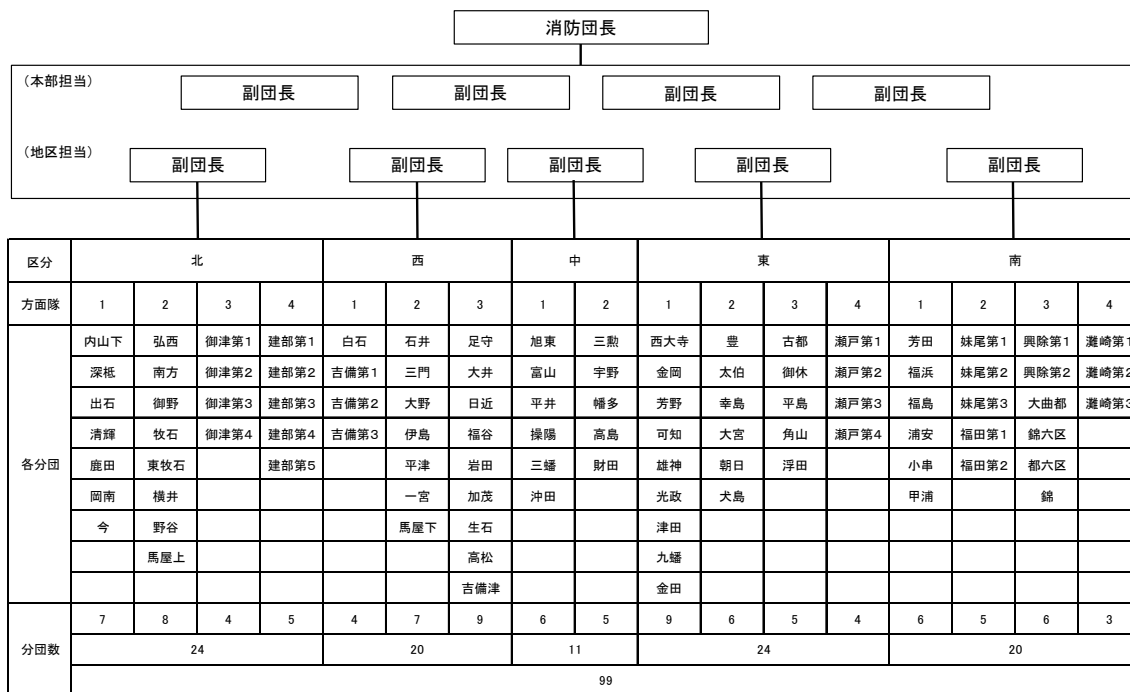 消防団長
（本部担当）
副団長 副団長 副団長 副団長
（地区担当）
副団長 副団長 副団長 副団長 副団長
区分 北 西 中 東 南
方面隊 1 2 3 4 1 2 3 1 2 1 2 3 4 1 2 3 4
内山下 弘西 御津第1 建部第1 白石 石井 足守 旭東 三勲 西大寺 豊 古都 瀬戸第1 芳田 妹尾第1 興除第1 灘崎第1
深柢 南方 御津第2 建部第2 吉備第1 三門 大井 富山 宇野 金岡 太伯 御休 瀬戸第2 福浜 妹尾第2 興除第2 灘崎第2
出石 御野 御津第3 建部第3 吉備第2 大野 日近 平井 幡多 芳野 幸島 平島 瀬戸第3 福島 妹尾第3 大曲都 灘崎第3
清輝 牧石 御津第4 建部第4 吉備第3 伊島 福谷 操陽 高島 可知 大宮 角山 瀬戸第4 浦安 福田第1 錦六区
各分団 鹿田 東牧石 建部第5 平津 岩田 三蟠 財田 雄神 朝日 浮田 小串 福田第2 都六区
岡南 横井 一宮 加茂 沖田 光政 犬島 甲浦 錦
今 野谷 馬屋下 生石 津田
馬屋上 高松 九蟠
吉備津 金田
分団数 7 8 4 5 4 7 9 6 5 9 6 5 4 6 5 6 3
24 20 11 24 20
99